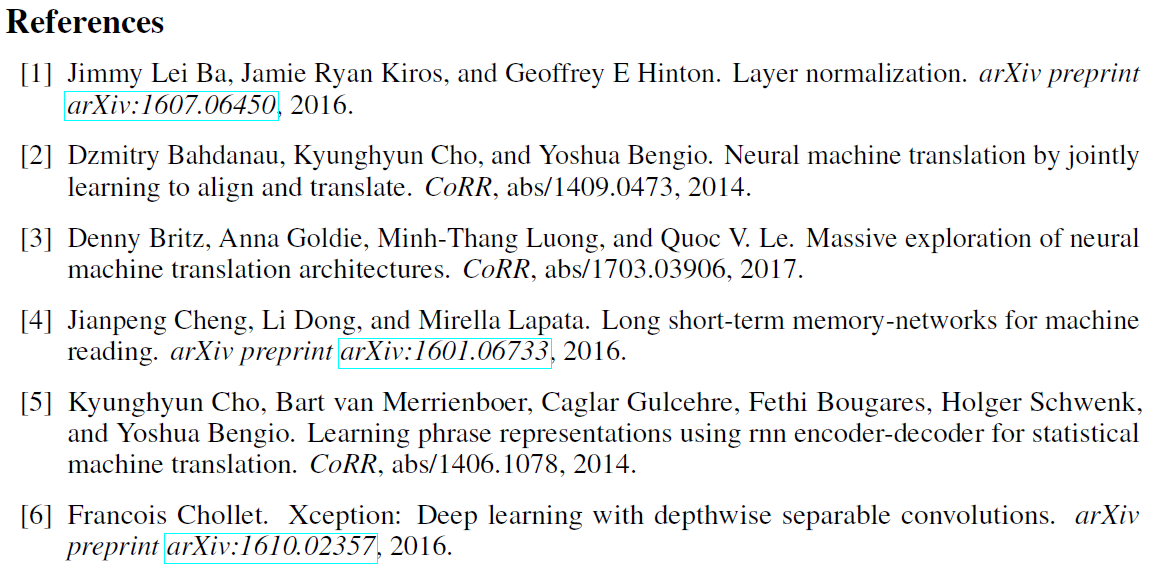 References
[1] Jimmy Lei Ba, Jamie Ryan Kiros, and Geoffrey E Hinton. Layer normalization. arXiv preprint
arXiv:1607.06450, 2016.
[2] Dzmitry Bahdanau, Kyunghyun Cho, and Yoshua Bengio. Neural machine translation by jointly
learning to align and translate. CoRR, abs/1409.0473, 2014.
[3] Denny Britz, Anna Goldie, Minh-Thang Luong, and Quoc V. Le. Massive exploration of neural
machine translation architectures. CoRR, abs/1703.03906, 2017.
[4] Jianpeng Cheng, Li Dong, and Mirella Lapata. Long short-term memory-networks for machine
reading. arXiv preprint arXiv:1601.06733, 2016.
[5] Kyunghyun Cho, Bart van Merrienboer, Caglar Gulcehre, Fethi Bougares, Holger Schwenk,
and Yoshua Bengio. Learning phrase representations using rnn encoder-decoder for statistical
machine translation. CoRR, abs/1406.1078, 2014.
[6] Francois Chollet. Xception: Deep learning with depthwise separable convolutions. arXiv
preprint arXiv:1610.02357, 2016.